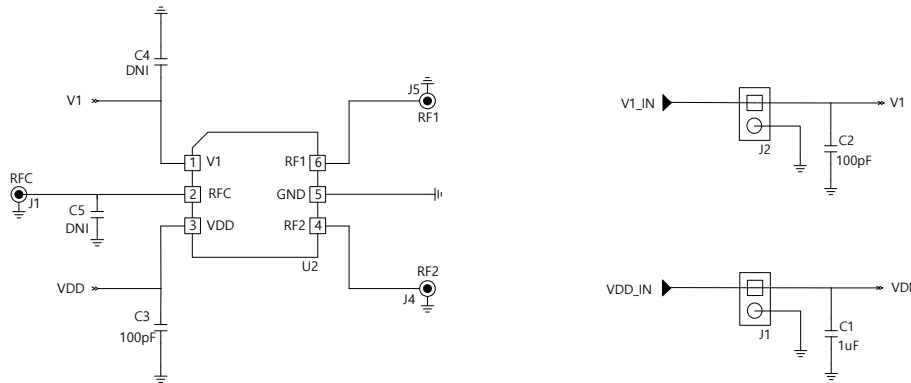 C4
DNI
V1
J5
RF1
1
V1
RF1
6
RFC
J1
2
RFC
GND
5
C5
DNI
3
VDD
RF2
4
U2
VDD
RF2
J4
C3
100pF
V1_IN
V1
J2
C2
100pF
VDD_IN
VD
J1
C1
1uF